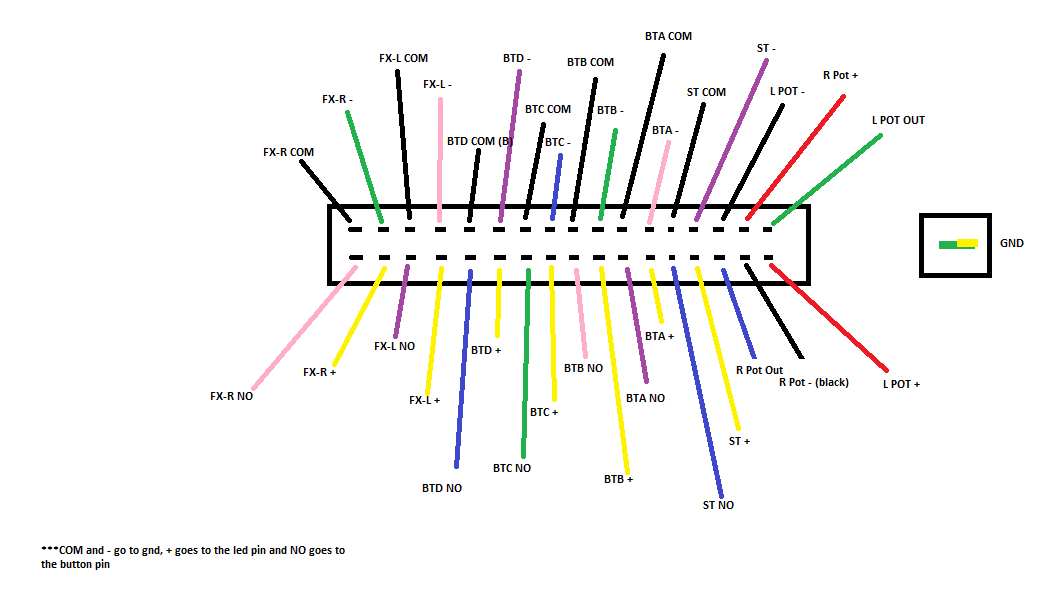 BTA COM
ST -
FX-L COM
BTD -
BTB COM
R Pot +
FX-L -
ST COM
L POT -
FX-R -
BTC COM
BTB -
L POT OUT
BTA -
BTD COM (B)
BTC -
FX-R COM
GND
BTA +
FX-L NO
BTD +
BTB NO
FX-R +
R Pot Out
R Pot - (black)
L POT +
FX-R NO
FX-L +
BTA NO
BTC +
ST +
BTC NO
BTB +
BTD NO
ST NO
***COM and - go to gnd, + goes to the led pin and NO goes to
the button pin